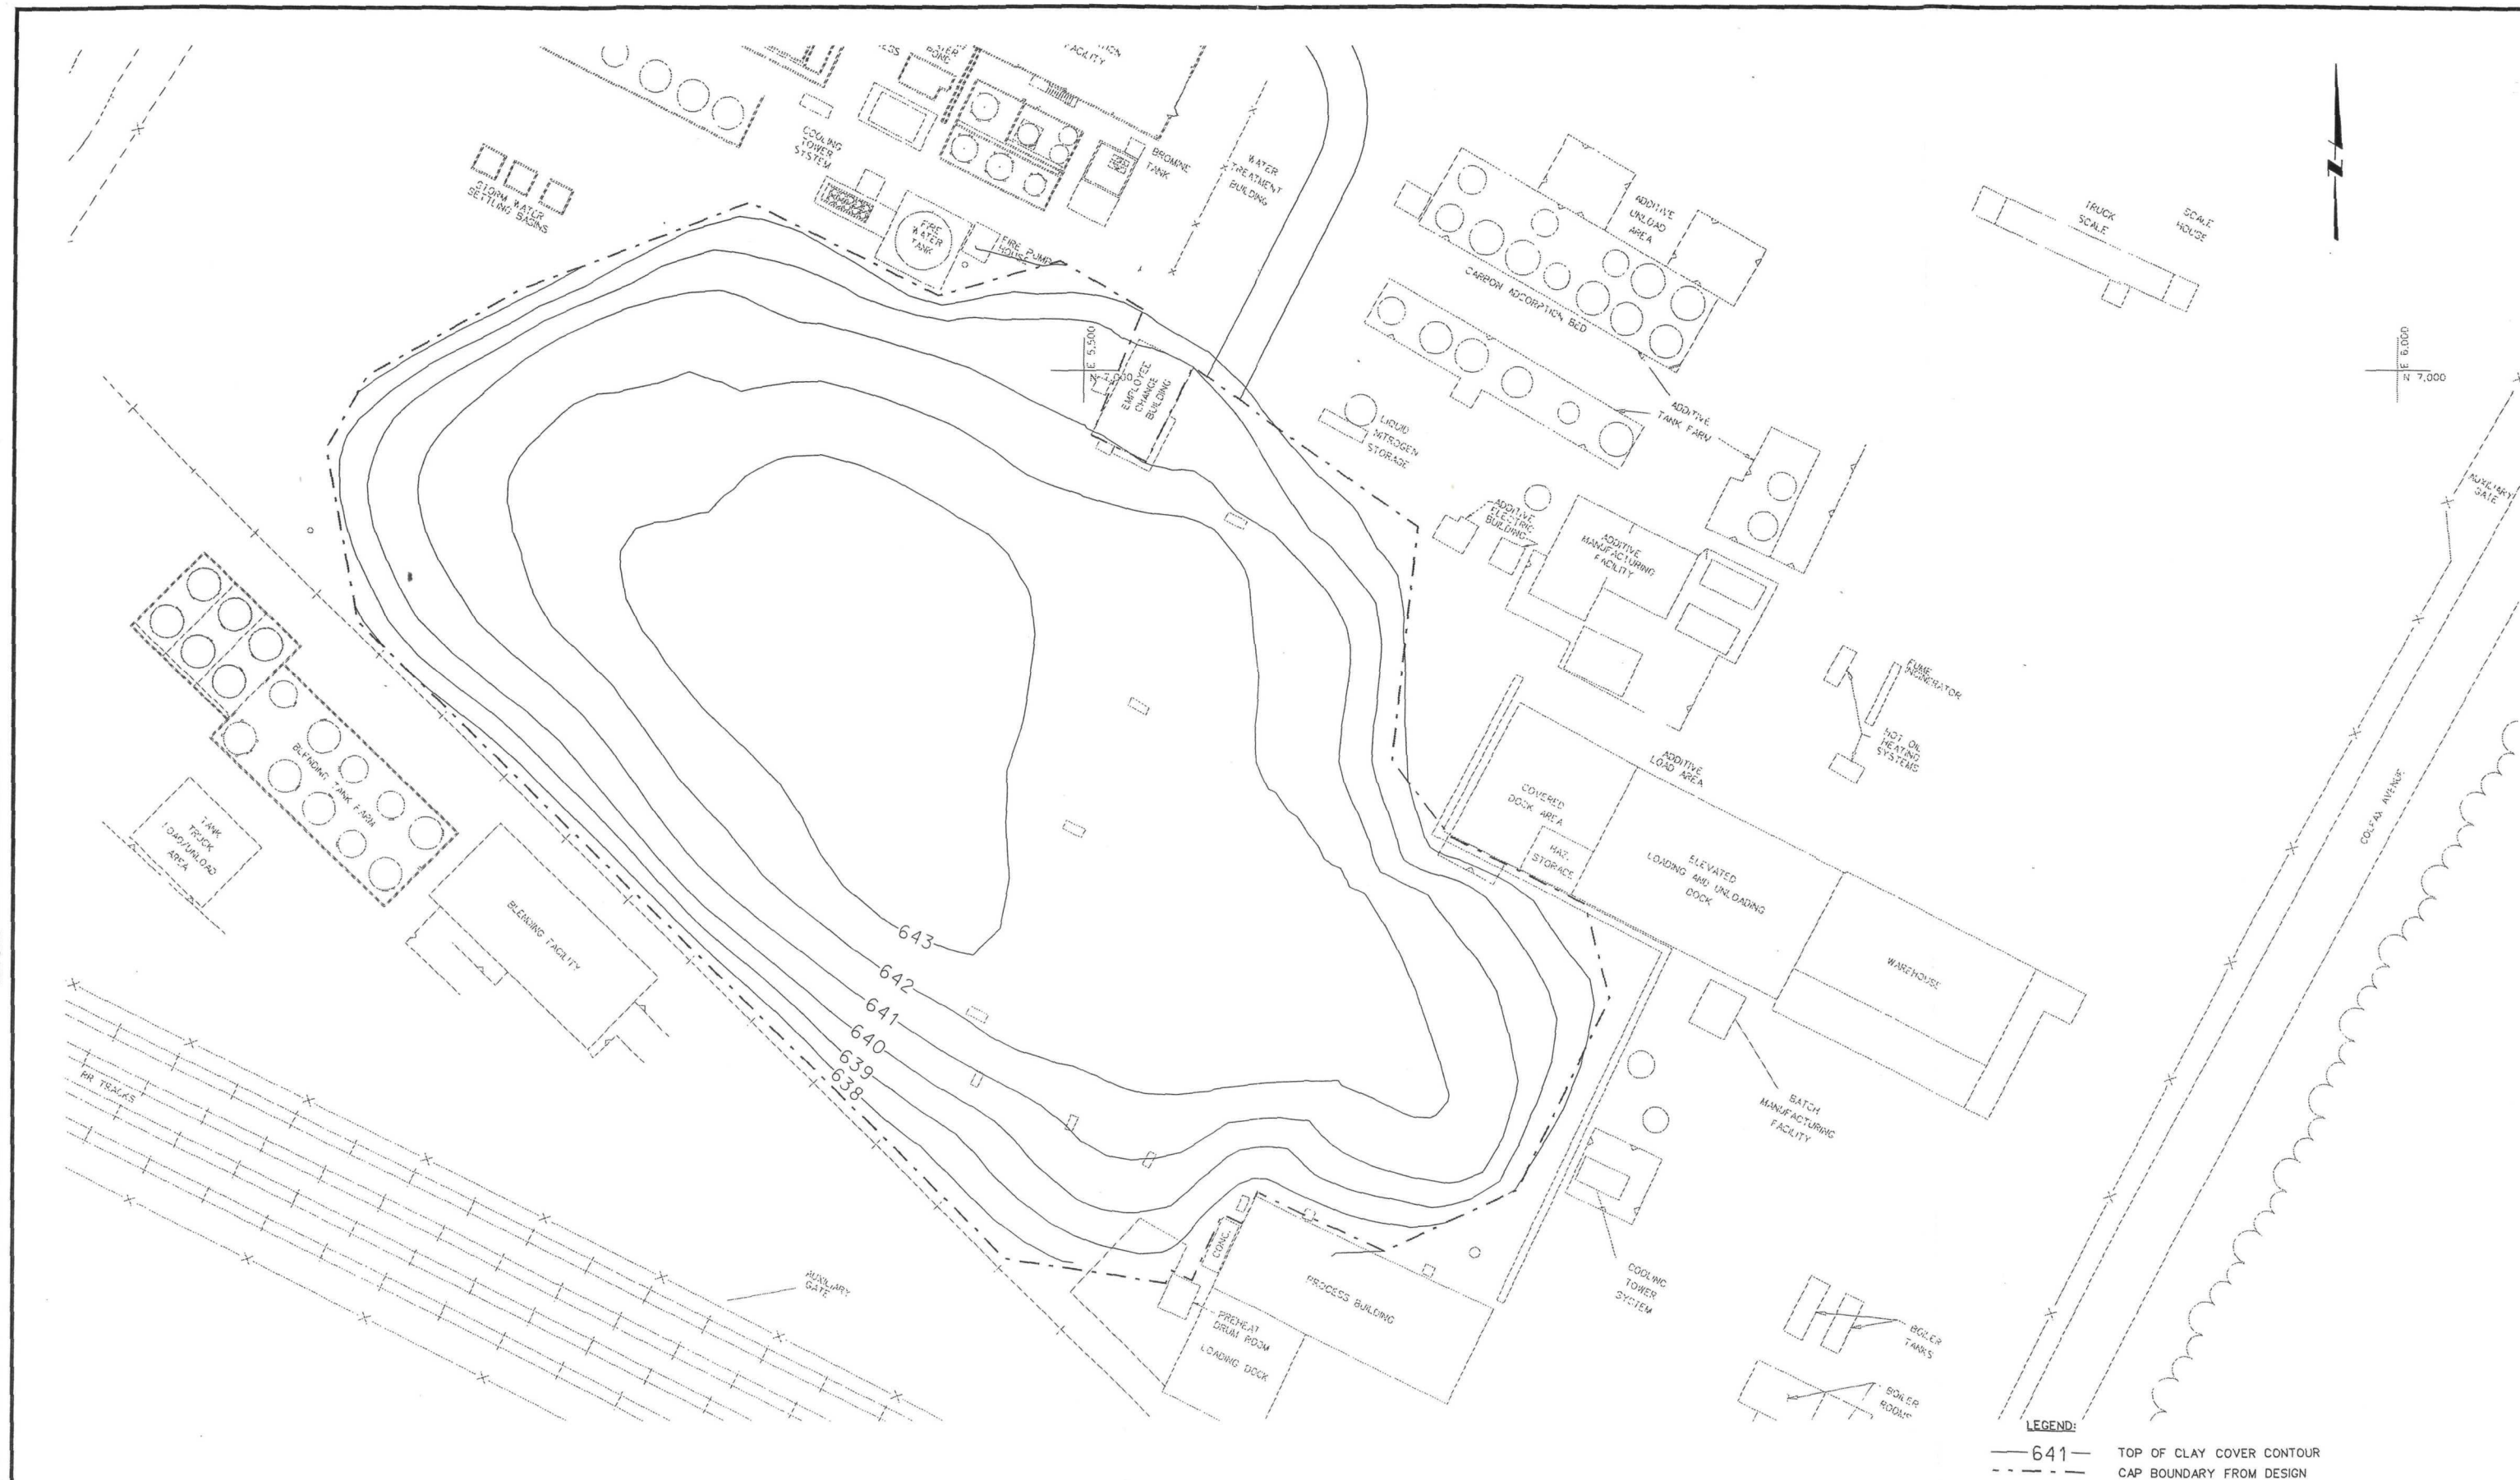 FACILITY
COOLING
TOWER
SYSTEM
BROMINE
TANK
WATER
TREATMENT
BUILDING
STORM WATER
SETTLING BASINS
FIRE
WATER
TANK
FIRE PUMP
HOUSE
ADDITIVE
UNLOAD
AREA
CARBON ADSORPTION BED
TRUCK
SCALE
SCALE
HOUSE
E 5,500
EMPLOYEE
CHANGE
BUILDING
E 6,000
N 7,000
LIQUID
NITROGEN
STORAGE
ADDITIVE
TANK FARM
AUXILIARY
GATE
ADDITIVE
ELECTRIC
BUILDING
ADDITIVE
MANUFACTURING
FACILITY
FUME
INCINERATOR
HOT OIL
HEATING
SYSTEMS
ADDITIVE
LOAD AREA
COVERED
DOCK AREA
HAZ.
STORAGE
ELEVATED
LOADING AND UNLOADING
DOCK
WAREHOUSE
COLFAX AVENUE
BLENDING TANK FARM
TANK
TRUCK
LOAD/UNLOAD
AREA
BLENDING FACILITY
643
642
641
640
639
638
RR TRACKS
BATCH
MANUFACTURING
FACILITY
COOLING
TOWER
SYSTEM
CONC.
PROCESS BUILDING
PREHEAT
DRUM ROOM
LOADING DOCK
AUXILIARY
GATE
BOILER
TANKS
BOILER
ROOMS
LEGEND:
641 TOP OF CLAY COVER CONTOUR
CAP BOUNDARY FROM DESIGN